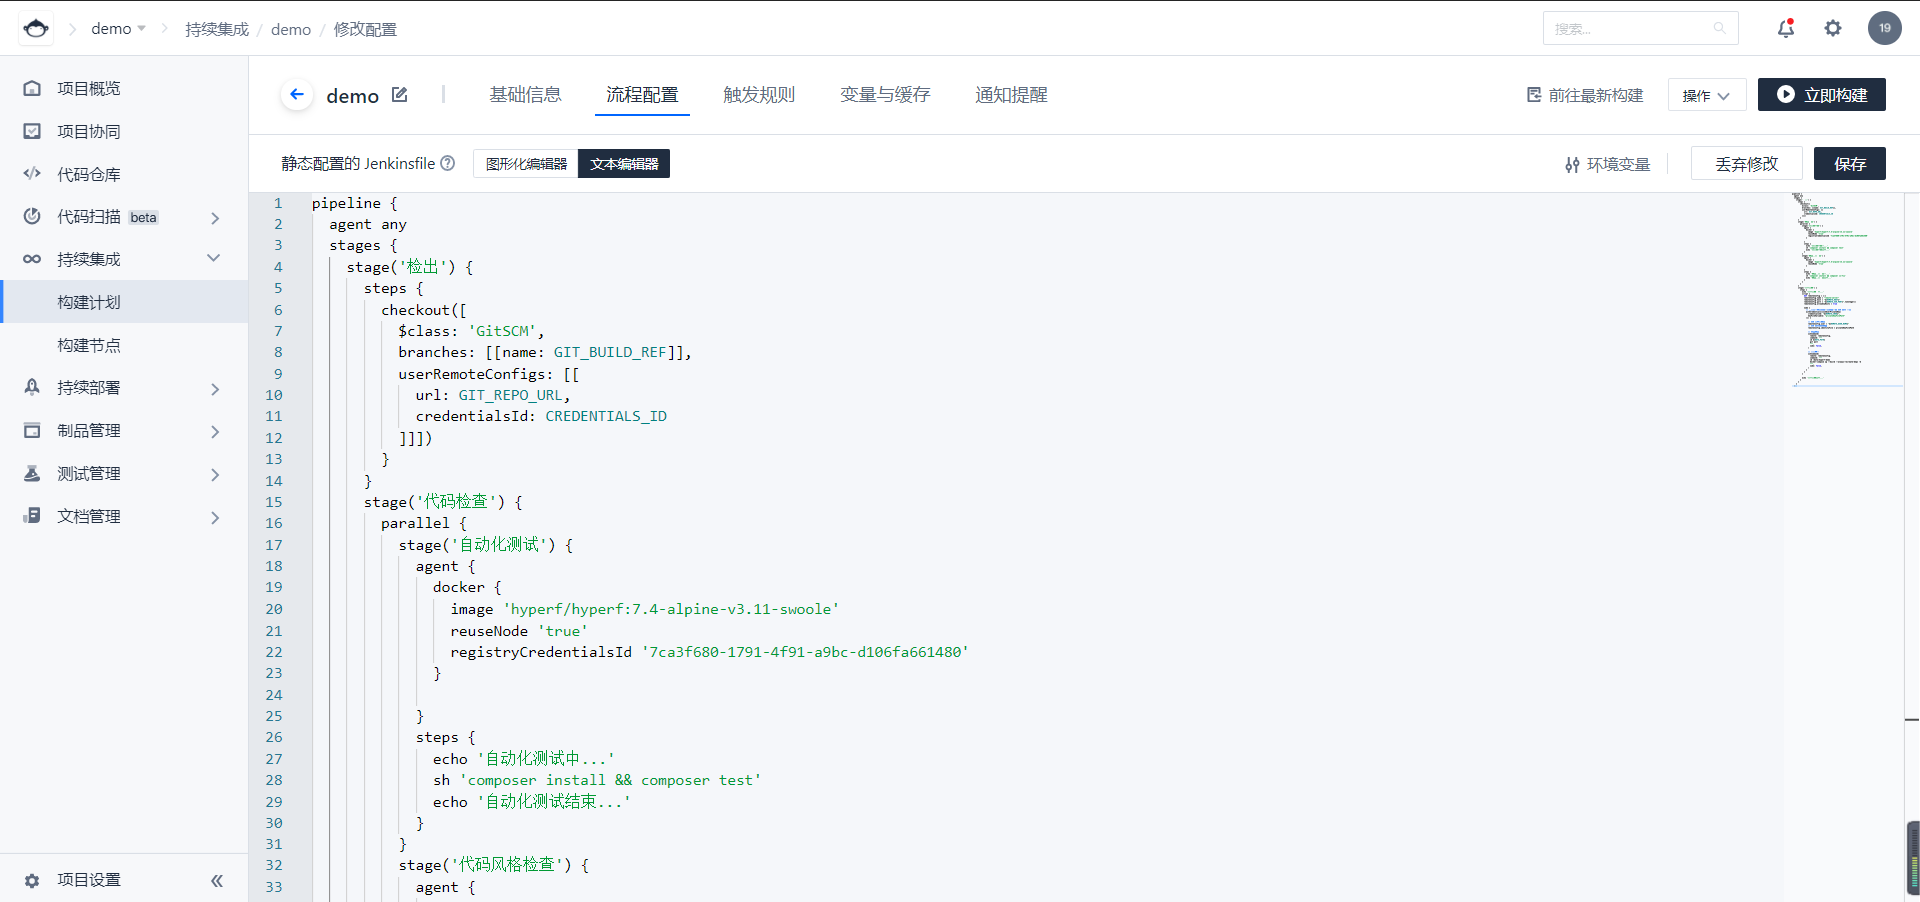 demo
持续集成 / demo / 修改配置
搜索...
19
项目概览
项目协同
代码仓库
代码扫描 beta
持续集成
构建计划
构建节点
持续部署
制品管理
测试管理
文档管理
项目设置
demo
基础信息
流程配置
触发规则
变量与缓存
通知提醒
前往最新构建
操作
立即构建
静态配置的 Jenkinsfile
图形化编辑器
文本编辑器
环境变量
丢弃修改
保存
1 pipeline {
2 agent any
3 stages {
4 stage('检出') {
5 steps {
6 checkout([
7 $class: 'GitSCM',
8 branches: [[name: GIT_BUILD_REF]],
9 userRemoteConfigs: [[
10 url: GIT_REPO_URL,
11 credentialsId: CREDENTIALS_ID
12 ]]])
13 }
14 }
15 stage('代码检查') {
16 parallel {
17 stage('自动化测试') {
18 agent {
19 docker {
20 image 'hyperf/hyperf:7.4-alpine-v3.11-swoole'
21 reuseNode 'true'
22 registryCredentialsId '7ca3f680-1791-4f91-a9bc-d106fa661480'
23 }
24
25 }
26 steps {
27 echo '自动化测试中...'
28 sh 'composer install && composer test'
29 echo '自动化测试结束...'
30 }
31 }
32 stage('代码风格检查') {
33 agent {